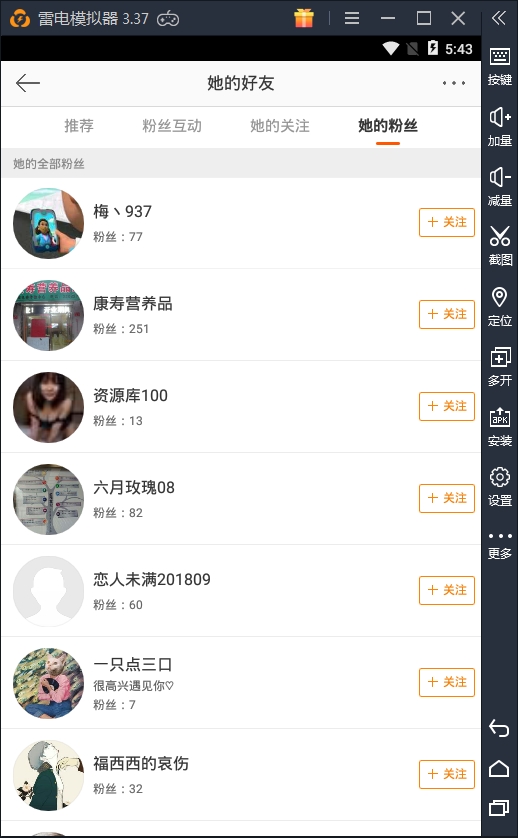 雷电模拟器 3.37
5:43
她的好友
推荐
粉丝互动
她的关注
她的粉丝
她的全部粉丝
梅丶937
粉丝：77
+ 关注
康寿营养品
粉丝：251
+ 关注
资源库100
粉丝：13
+ 关注
六月玫瑰08
粉丝：82
+ 关注
恋人未满201809
粉丝：60
+ 关注
一只点三口
很高兴遇见你♡
粉丝：7
+ 关注
福西西的哀伤
粉丝：32
+ 关注
按键
加量
减量
截图
定位
多开
APK
安装
设置
更多